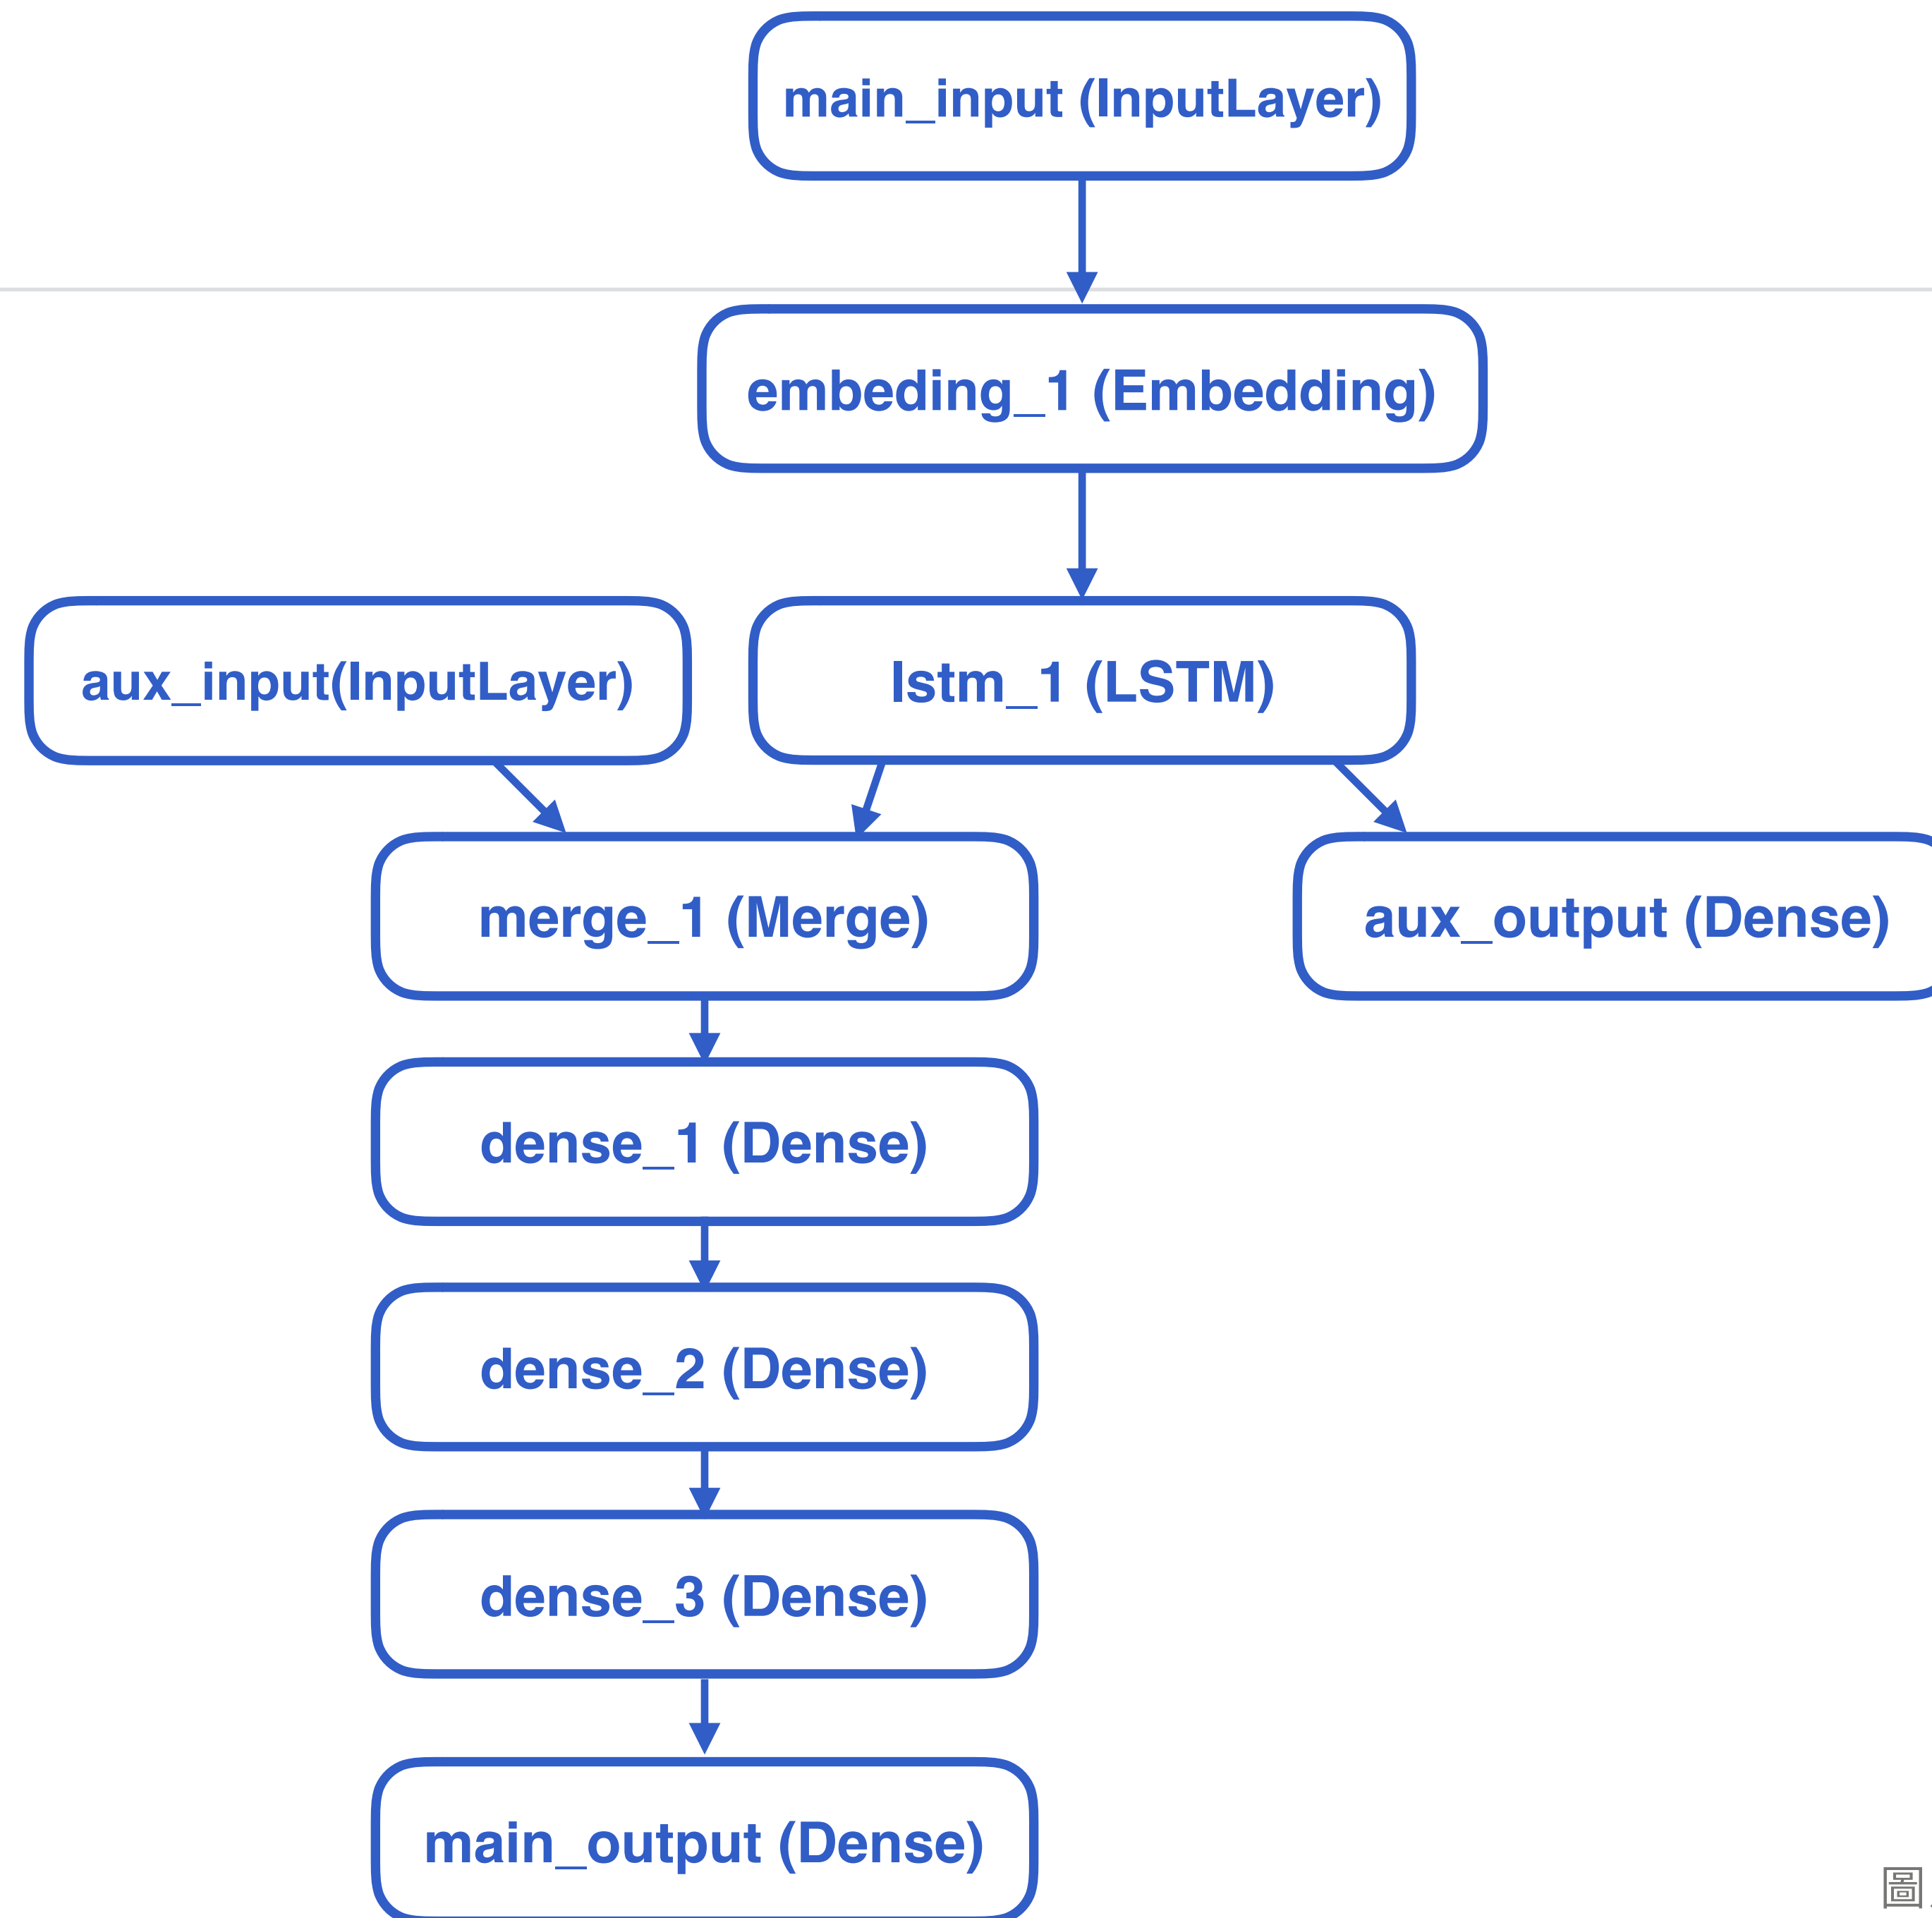 main_input (InputLayer)
embeding_1 (Embedding)
aux_input(InputLayer)
lstm_1 (LSTM)
merge_1 (Merge)
aux_output (Dense)
dense_1 (Dense)
dense_2 (Dense)
dense_3 (Dense)
main_output (Dense)
圖